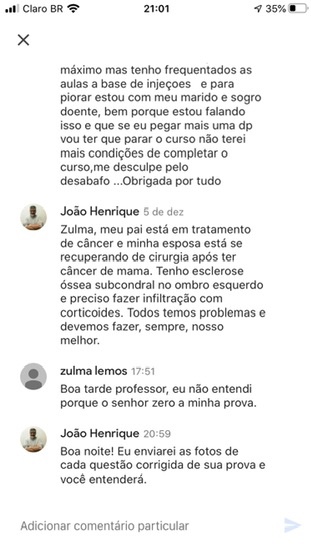 Claro BR 21:01 35%
máximo mas tenho frequentados as
aulas a base de injeçoes e para
piorar estou com meu marido e sogro
doente, bem porque estou falando
isso e que se eu pegar mais uma dp
vou ter que parar o curso não terei
mais condições de completar o
curso,me desculpe pelo
desabafo ...Obrigada por tudo
João Henrique 5 de dez
Zulma, meu pai está em tratamento
de câncer e minha esposa está se
recuperando de cirurgia após ter
câncer de mama. Tenho esclerose
óssea subcondral no ombro esquerdo
e preciso fazer infiltração com
corticoides. Todos temos problemas e
devemos fazer, sempre, nosso
melhor.
zulma lemos 17:51
Boa tarde professor, eu não entendi
porque o senhor zero a minha prova.
João Henrique 20:59
Boa noite! Eu enviarei as fotos de
cada questão corrigida de sua prova e
você entenderá.
Adicionar comentário particular